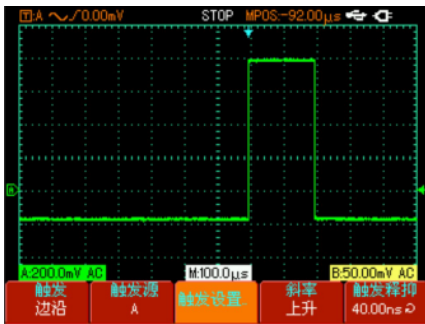 T:A 0.00mV STOP MPOS:-92.00μs
A:200.0mV AC M:100.0μs B:50.00mV AC
触发 触发源 触发设置. 斜率 触发释抑
边沿 A 上升 40.00ns